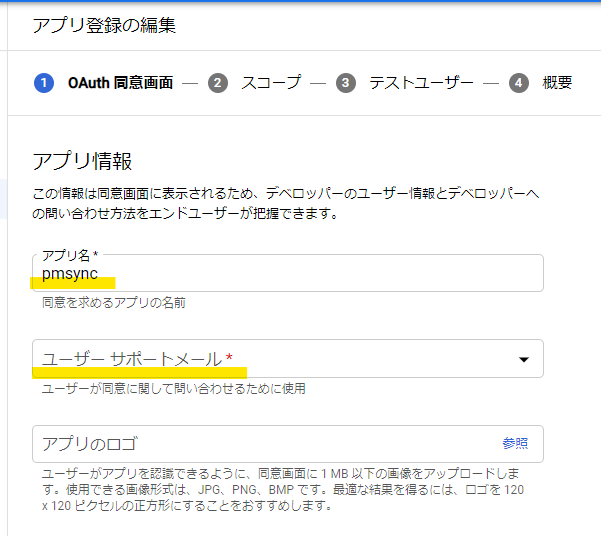 アプリ登録の編集
1 OAuth 同意画面 — 2 スコープ — 3 テストユーザー — 4 概要
アプリ情報
この情報は同意画面に表示されるため、デベロッパーのユーザー情報とデベロッパーへ
の問い合わせ方法をエンドユーザーが把握できます。
アプリ名 *
pmsync
同意を求めるアプリの名前
ユーザー サポートメール *
ユーザーが同意に関して問い合わせるために使用
アプリのロゴ 参照
ユーザーがアプリを認識できるように、同意画面に 1 MB 以下の画像をアップロードしま
す。使用できる画像形式は、JPG、PNG、BMP です。最適な結果を得るには、ロゴを 120
x 120 ピクセルの正方形にすることをおすすめします。